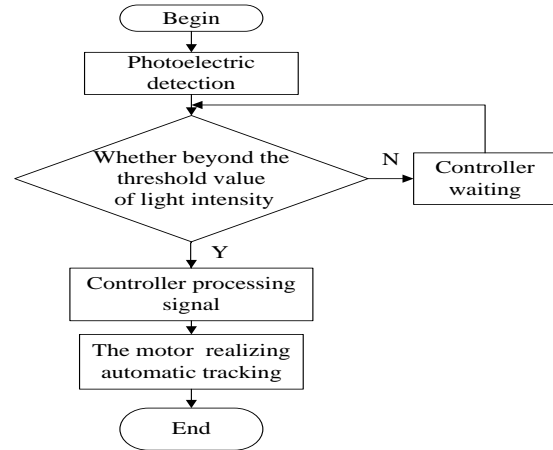 Begin
Photoelectric
detection
Whether beyond the
threshold value
of light intensity
N
Controller
waiting
Y
Controller processing
signal
The motor realizing
automatic tracking
End